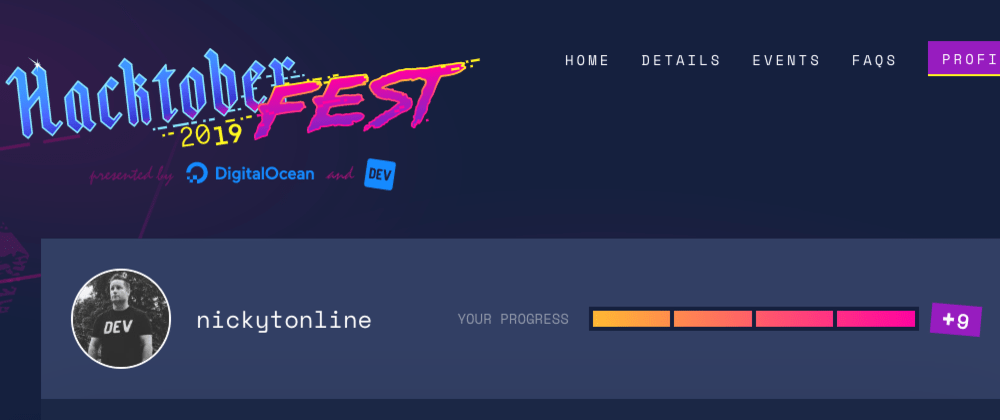 Hacktober FEST
2019
presented by DigitalOcean and DEV
HOME DETAILS EVENTS FAQS PROFI
DEV
nickytonline
YOUR PROGRESS
+9